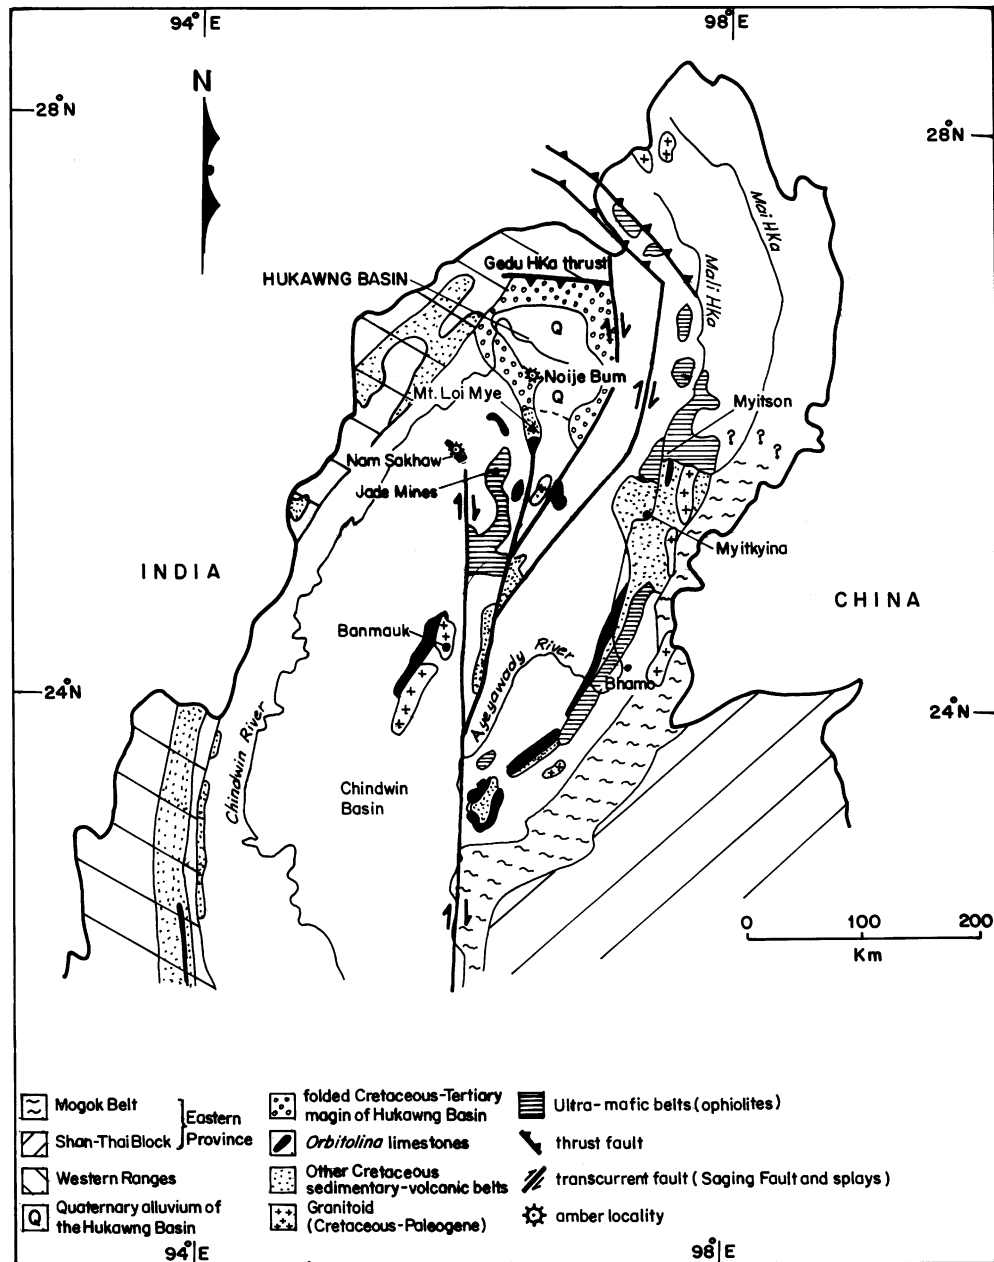 94°E
98°E
N
28°N
28°N
Mai HKa
Mali HKa
Gedu HKa thrust
HUKAWNG BASIN
Q
Noije Bum
Q
Mt. Loi Mye
Myitson
? ? ?
Nam Sakhaw
Jade Mines
Myitkyina
INDIA
CHINA
Banmauk
Ayeyawady River
Bhamo
24°N
24°N
Chindwin River
Chindwin
Basin
0 100 200
Km
Mogok Belt
Shan-Thai Block
Eastern
Province
Western Ranges
Q Quaternary alluvium of
the Hukawng Basin
folded Cretaceous-Tertiary
magin of Hukawng Basin
Orbitolina limestones
Other Cretaceous
sedimentary-volcanic belts
Granitoid
(Cretaceous-Paleogene)
Ultra-mafic belts (ophiolites)
thrust fault
transcurrent fault (Saging Fault and splays)
amber locality
94°E
98°E